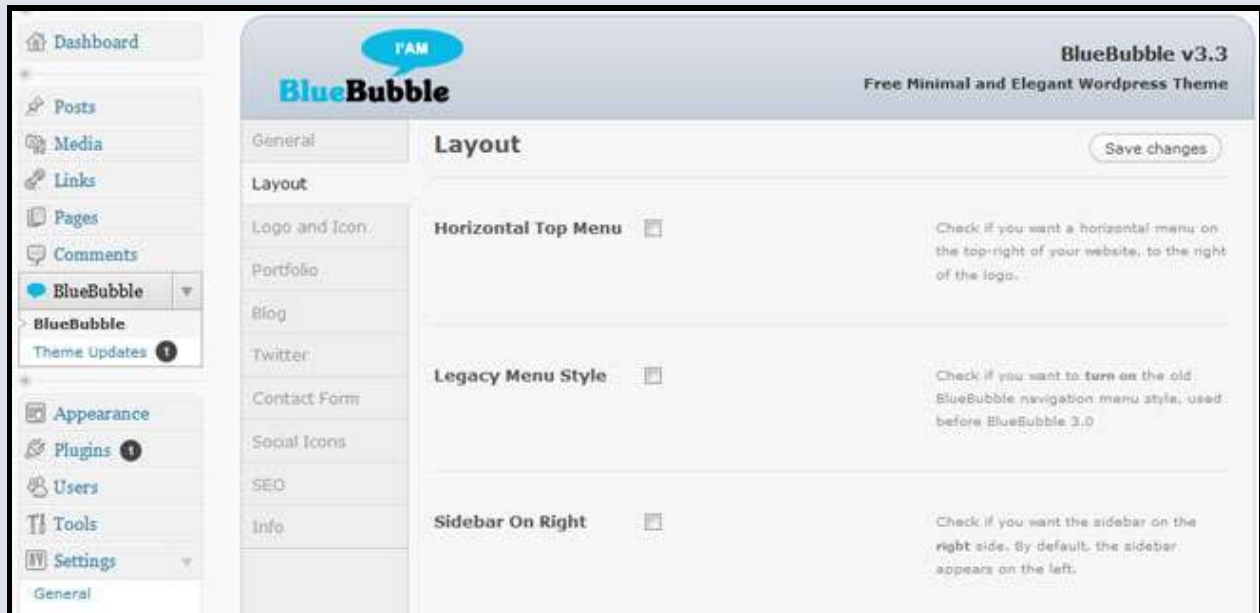 Dashboard
Posts
Media
Links
Pages
Comments
BlueBubble
BlueBubble
Theme Updates 1
Appearance
Plugins 1
Users
Tools
Settings
General
I'AM
BlueBubble
BlueBubble v3.3
Free Minimal and Elegant Wordpress Theme
General
Layout
Logo and Icon
Portfolio
Blog
Twitter
Contact Form
Social Icons
SEO
Info
Layout
Save changes
Horizontal Top Menu
Check if you want a horizontal menu on
the top-right of your website, to the right
of the logo.
Legacy Menu Style
Check if you want to turn on the old
BlueBubble navigation menu style, used
before BlueBubble 3.0
Sidebar On Right
Check if you want the sidebar on the
right side. By default, the sidebar
appears on the left.